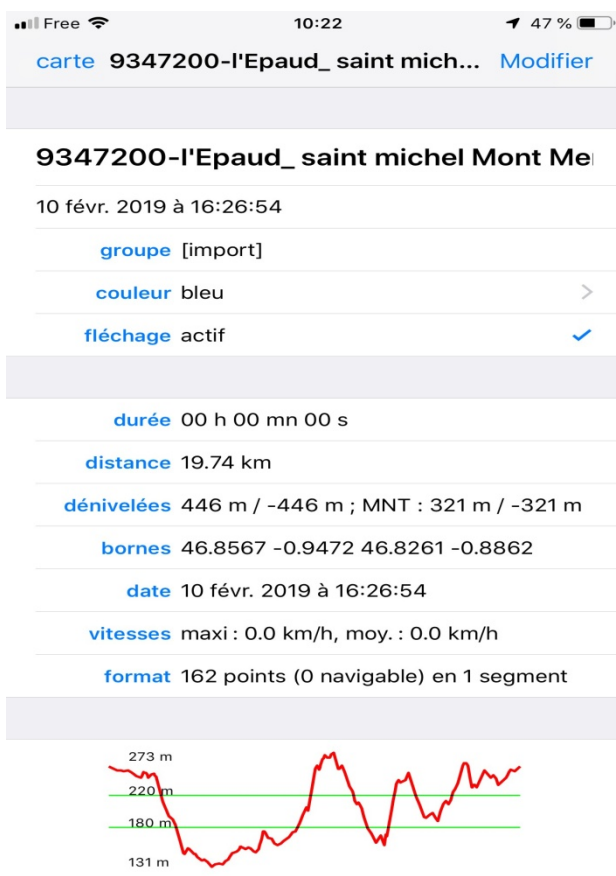 Free 10:22 47 %
carte 9347200-l'Epaud_ saint mich... Modifier
9347200-l'Epaud_ saint michel Mont Me
10 févr. 2019 à 16:26:54
groupe [import]
couleur bleu
fléchage actif
durée 00 h 00 mn 00 s
distance 19.74 km
dénivelées 446 m / -446 m ; MNT : 321 m / -321 m
bornes 46.8567 -0.9472 46.8261 -0.8862
date 10 févr. 2019 à 16:26:54
vitesses maxi : 0.0 km/h, moy. : 0.0 km/h
format 162 points (0 navigable) en 1 segment
273 m
220 m
180 m
131 m